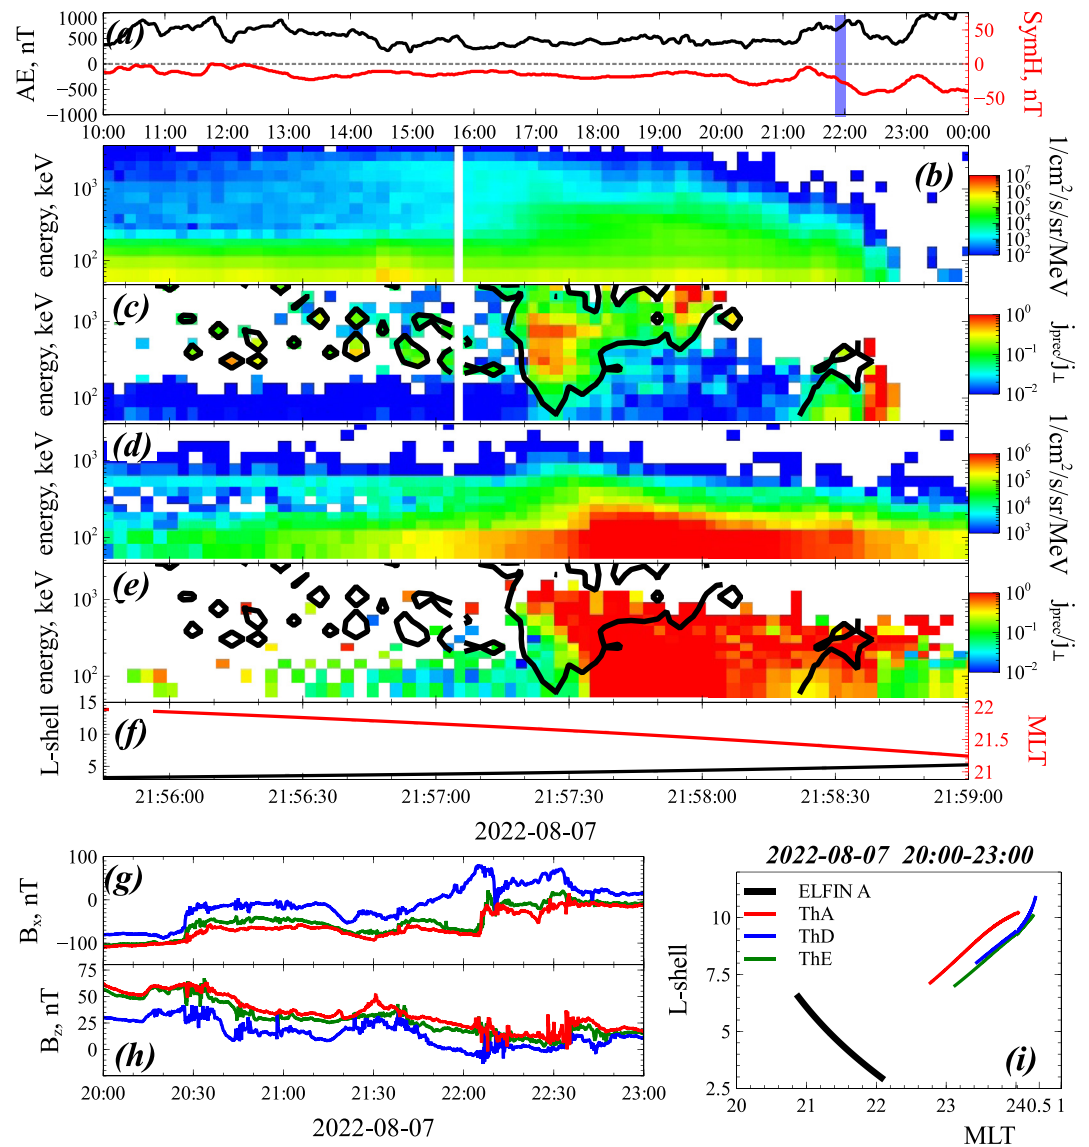 (a)
AE, nT
1000
500
0
−500
−1000
50
0
−50
SymH, nT
10:00 11:00 12:00 13:00 14:00 15:00 16:00 17:00 18:00 19:00 20:00 21:00 22:00 23:00 00:00
(b)
energy, keV
10³
10²
10⁷
10⁶
10⁵
10⁴
10³
10²
1/cm²/s/sr/MeV
(c)
energy, keV
10³
10²
10⁰
10⁻¹
10⁻²
jprec/j⊥
(d)
energy, keV
10³
10²
10⁶
10⁵
10⁴
10³
1/cm²/s/sr/MeV
(e)
energy, keV
10³
10²
10⁰
10⁻¹
10⁻²
jprec/j⊥
(f)
L-shell
15
10
5
22
21.5
21
MLT
21:56:00 21:56:30 21:57:00 21:57:30 21:58:00 21:58:30 21:59:00
2022-08-07
(g)
Bx, nT
100
0
−100
(h)
Bz, nT
75
50
25
0
20:00 20:30 21:00 21:30 22:00 22:30 23:00
2022-08-07
2022-08-07 20:00-23:00
ELFIN A
ThA
ThD
ThE
L-shell
10
7.5
5
2.5
(i)
20 21 22 23 24 0.5 1
MLT